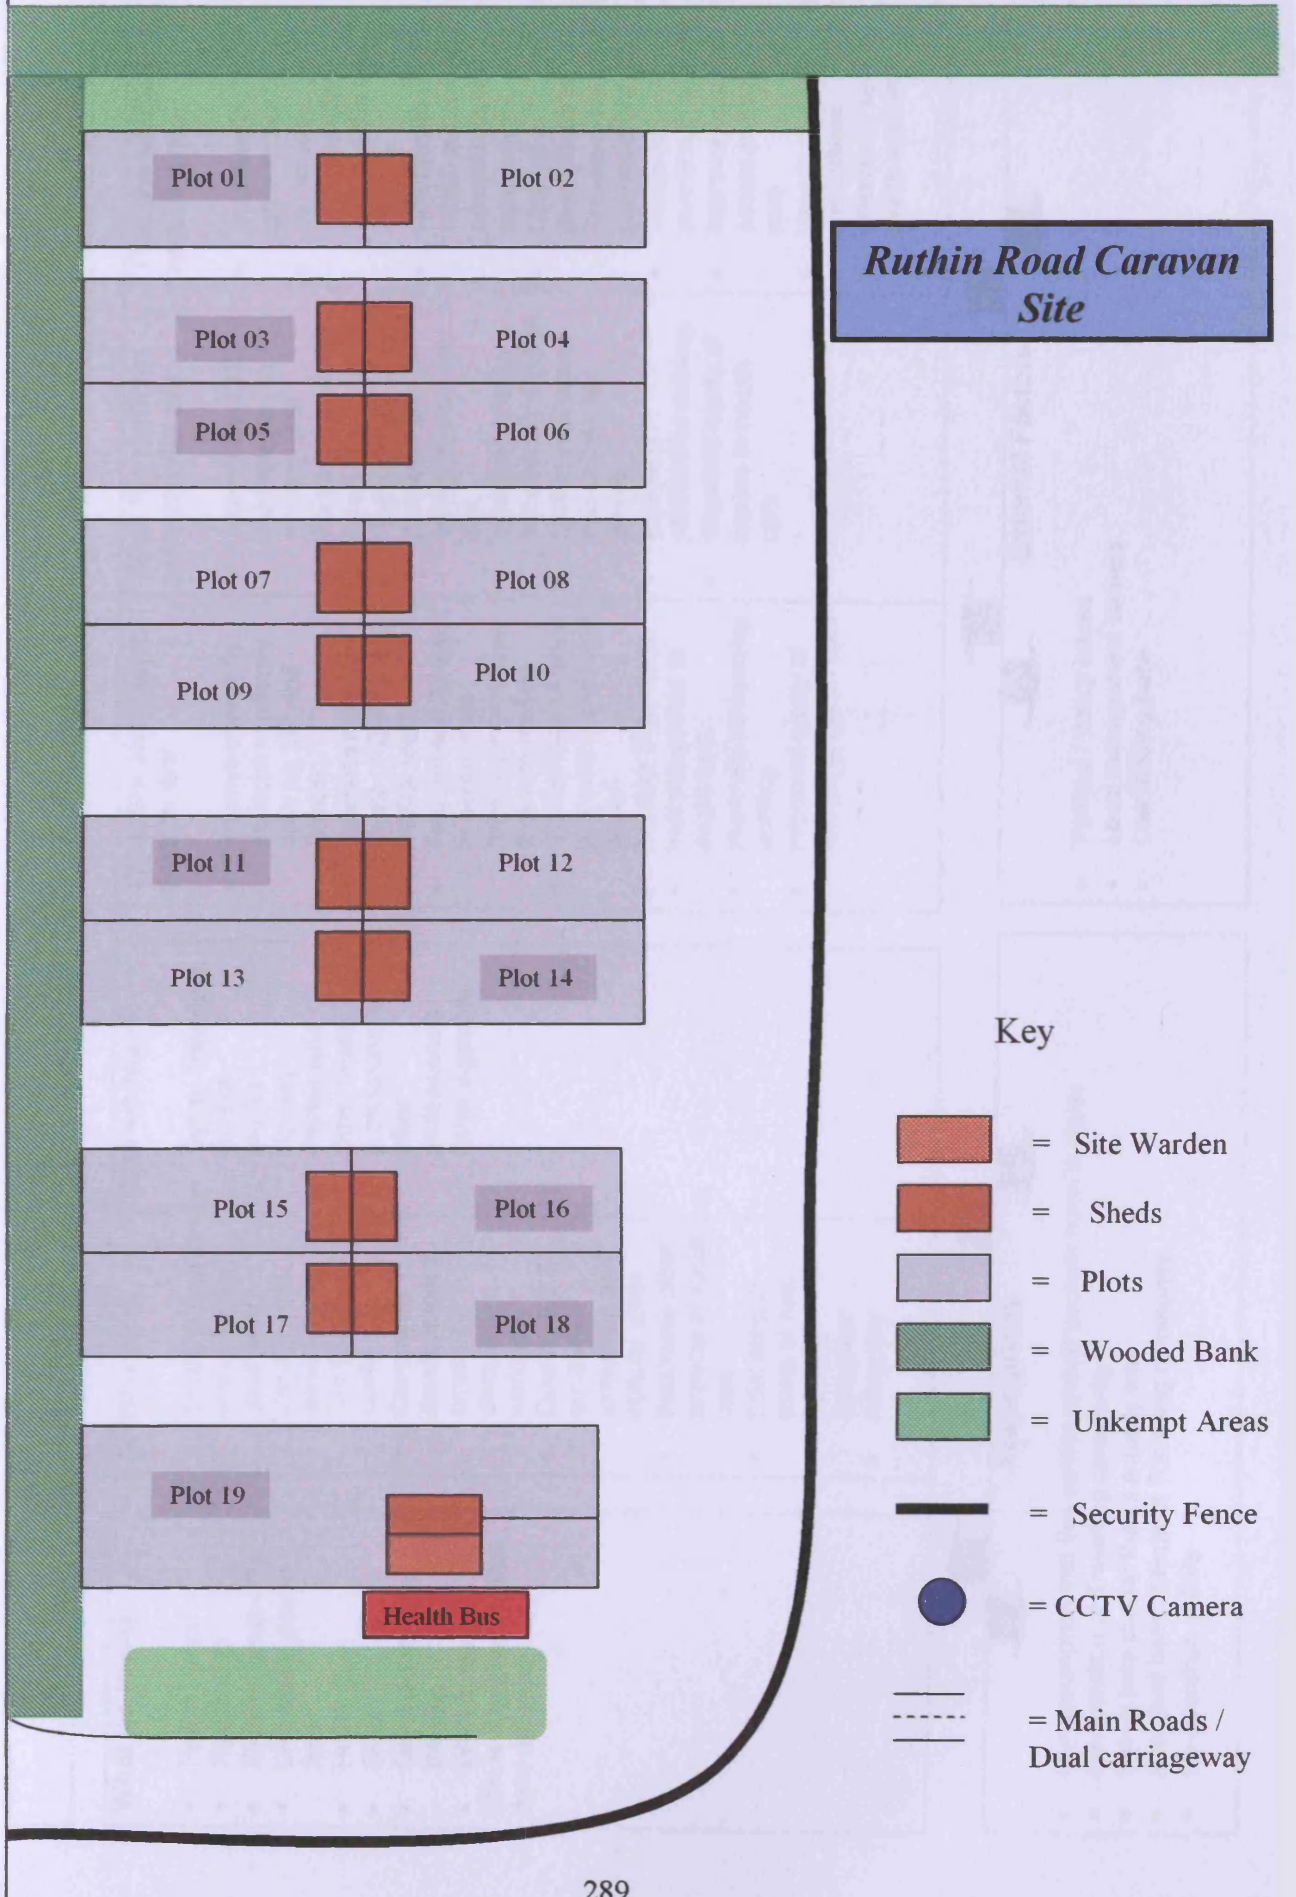 Plot 01
Plot 02
Ruthin Road Caravan
Site
Plot 03
Plot 04
Plot 05
Plot 06
Plot 07
Plot 08
Plot 09
Plot 10
Plot 11
Plot 12
Plot 13
Plot 14
Key
= Site Warden
Plot 15
Plot 16
= Sheds
= Plots
Plot 17
Plot 18
= Wooded Bank
= Unkempt Areas
Plot 19
= Security Fence
Health Bus
= CCTV Camera
= Main Roads /
Dual carriageway
289